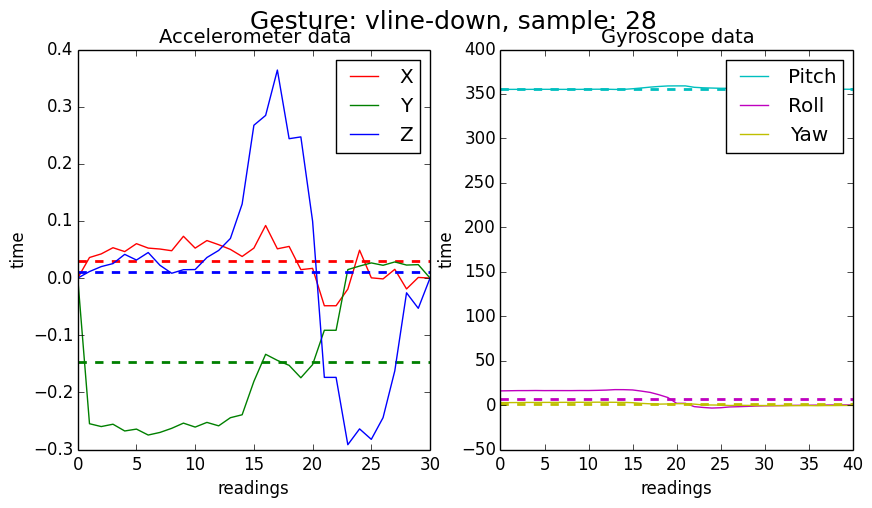 Gesture: vline-down, sample: 28
Accelerometer data
0.4
0.3
0.2
0.1
0.0
−0.1
−0.2
−0.3
time
0 5 10 15 20 25 30
readings
X
Y
Z
Gyroscope data
400
350
300
250
200
150
100
50
0
−50
time
0 5 10 15 20 25 30 35 40
readings
Pitch
Roll
Yaw